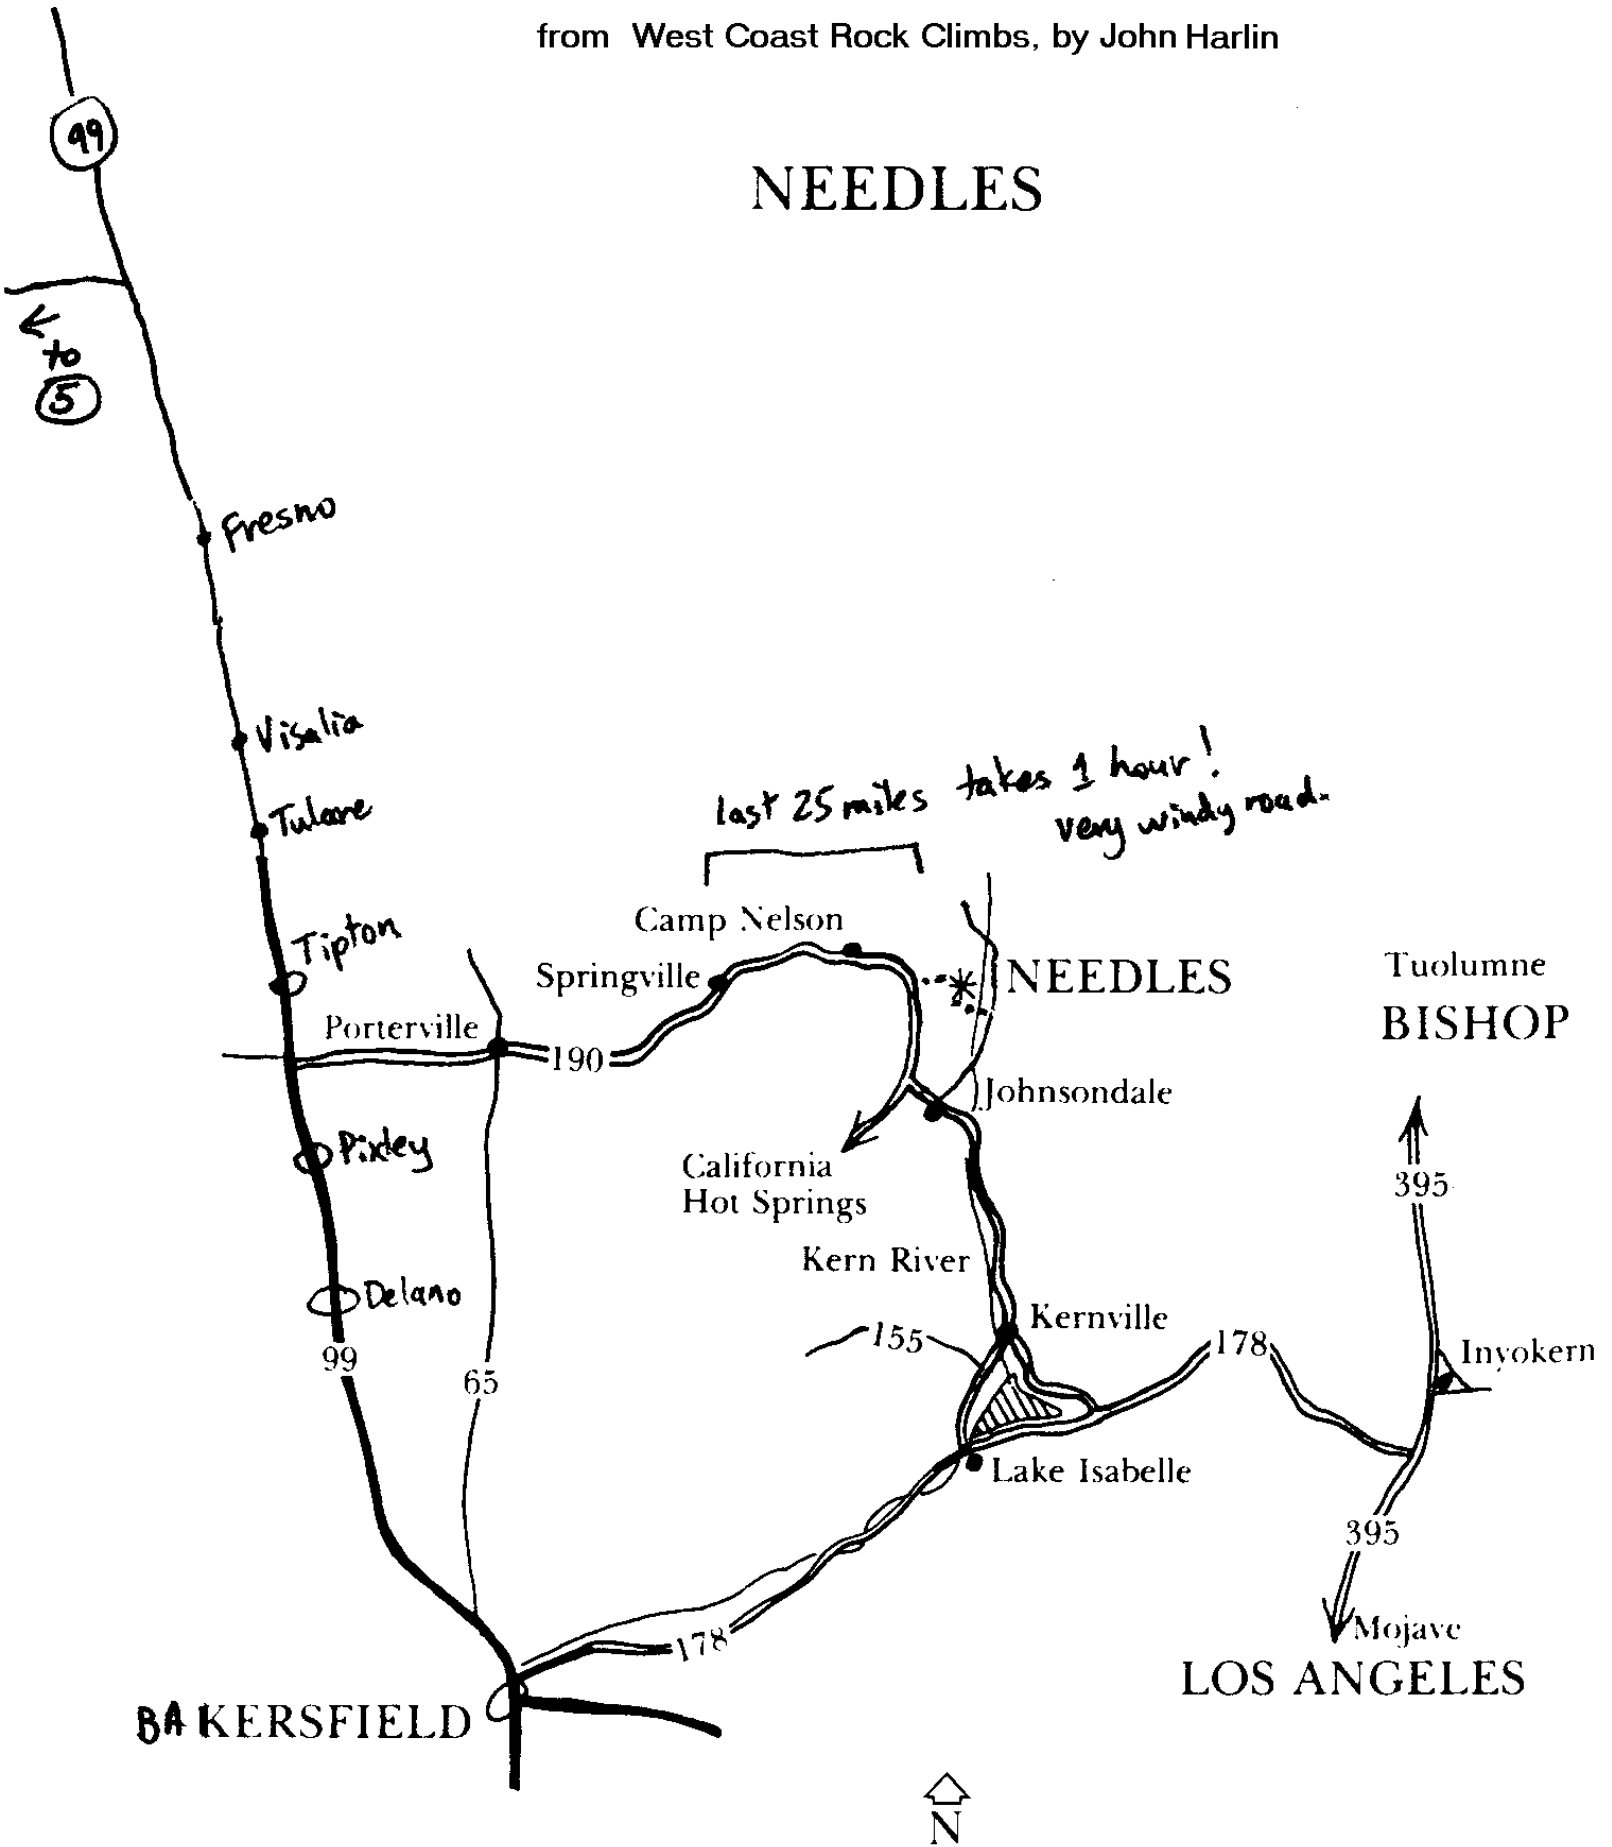 from West Coast Rock Climbs, by John Harlin
99
NEEDLES
to
5
Fresno
Visalia
Tulare
last 25 miles takes 1 hour!
very windy road.
Tipton
Camp Nelson
Springville
NEEDLES
Tuolumne
BISHOP
Porterville
190
Johnsondale
Pixley
California
Hot Springs
395
Kern River
Delano
Kernville
155
178
99
65
Inyokern
Lake Isabelle
395
178
Mojave
LOS ANGELES
BAKERSFIELD
N